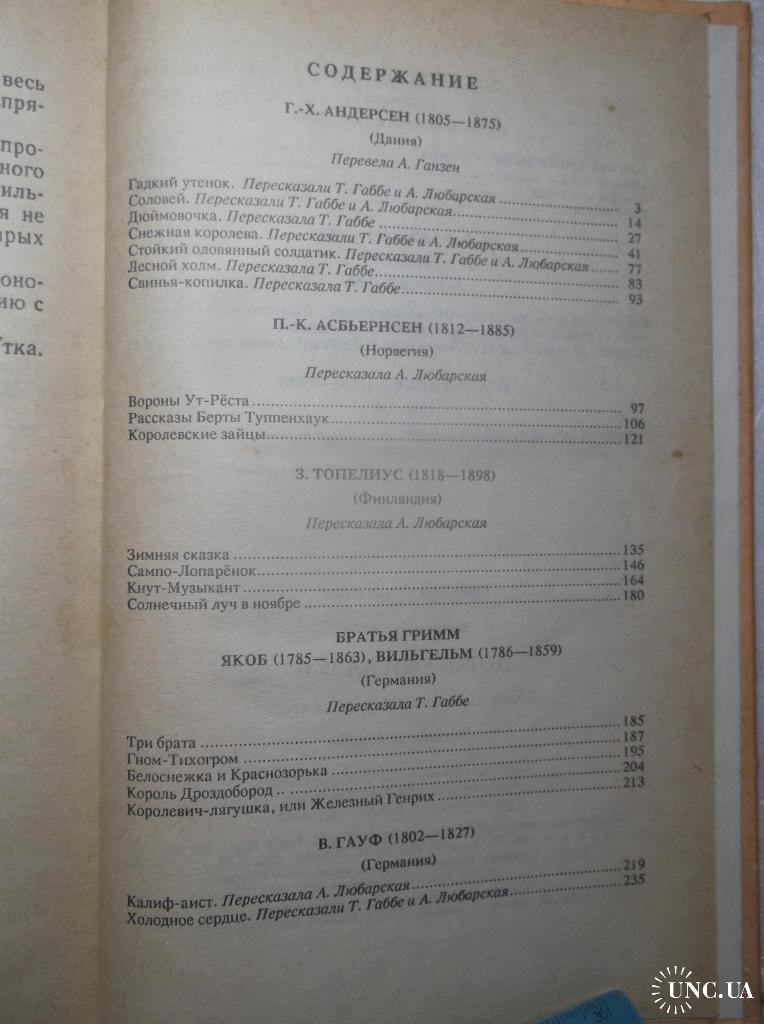 весь
пря-
про-
ного
иль-
я не
арых
оно-
ию с
Утка.
СОДЕРЖАНИЕ
Г.-Х. АНДЕРСЕН (1805—1875)
(Дания)
Перевела А. Ганзен
Гадкий утенок. Пересказали Т. Габбе и А. Любарская 3
Соловей. Пересказали Т. Габбе и А. Любарская 14
Дюймовочка. Пересказала Т. Габбе 27
Снежная королева. Пересказали Т. Габбе и А. Любарская 41
Стойкий оловянный солдатик. Пересказали Т. Габбе и А. Любарская 77
Лесной холм. Пересказала Т. Габбе 83
Свинья-копилка. Пересказала Т. Габбе 93
П.-К. АСБЬЕРНСЕН (1812—1885)
(Норвегия)
Пересказала А. Любарская
Вороны Ут-Рёста 97
Рассказы Берты Туппенхаук 106
Королевские зайцы 121
З. ТОПЕЛИУС (1818—1898)
(Финляндия)
Пересказала А. Любарская
Зимняя сказка 135
Сампо-Лопарёнок 146
Кнут-Музыкант 164
Солнечный луч в ноябре 180
БРАТЬЯ ГРИММ
ЯКОБ (1785—1863), ВИЛЬГЕЛЬМ (1786—1859)
(Германия)
Пересказала Т. Габбе
Три брата 185
Гном-Тихогром 187
Белоснежка и Краснозорька 195
Король Дроздобород 204
Королевич-лягушка, или Железный Генрих 213
В. ГАУФ (1802—1827)
(Германия)
Калиф-аист. Пересказала А. Любарская 219
Холодное сердце. Пересказали Т. Габбе и А. Любарская 235
UNC.UA